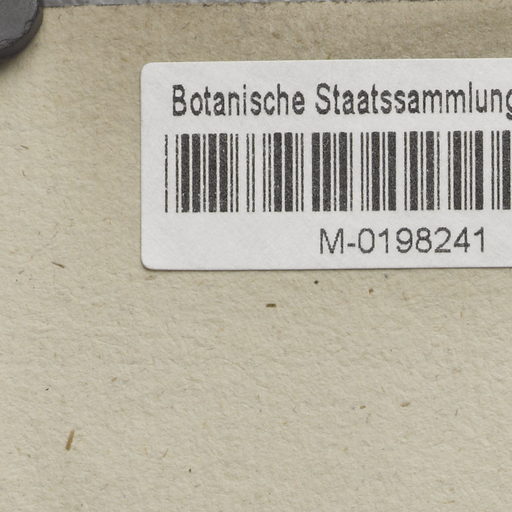 Botanische Staatssammlung
M-0198241